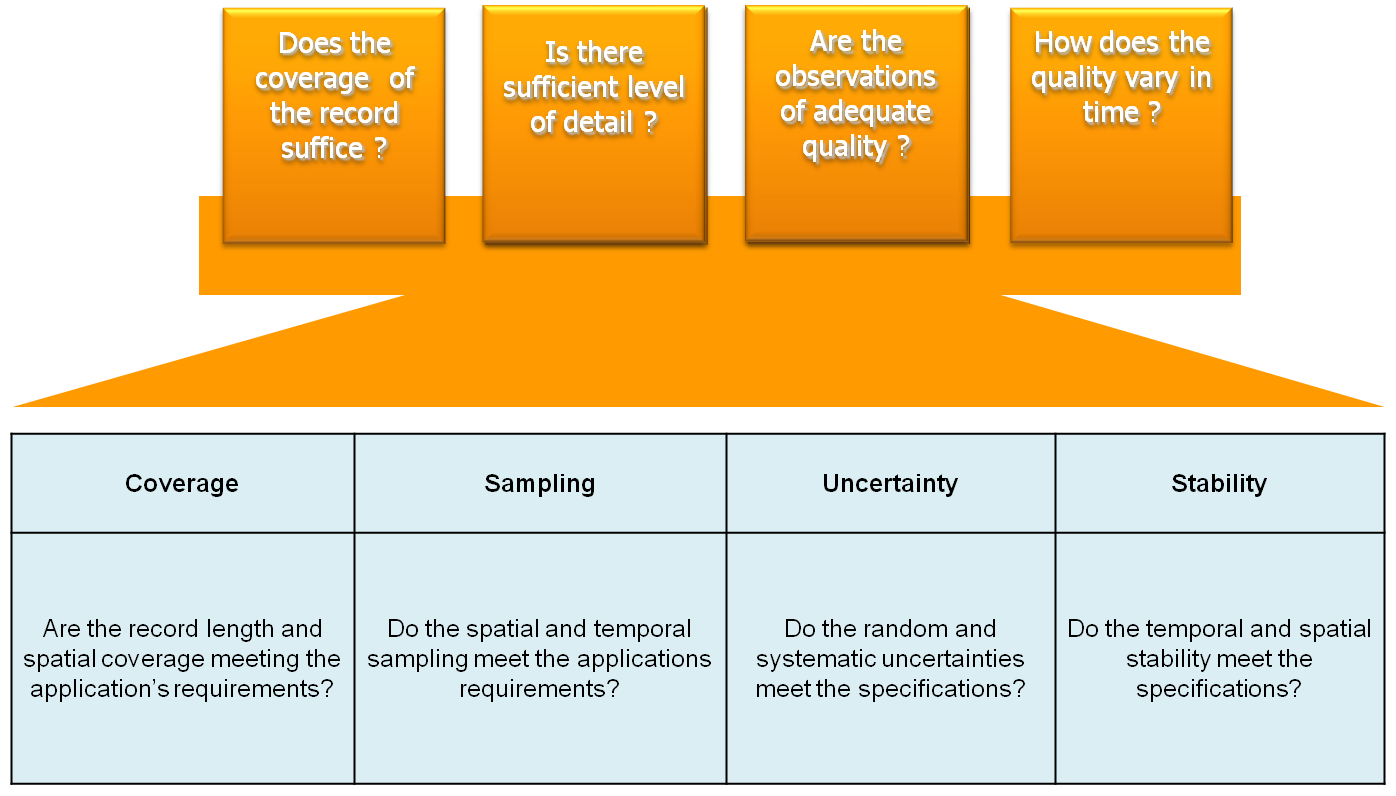 Does the
coverage of
the record
suffice ?
Is there
sufficient level
of detail ?
Are the
observations
of adequate
quality ?
How does the
quality vary in
time ?
Coverage
Sampling
Uncertainty
Stability
Are the record length and
spatial coverage meeting the
application's requirements?
Do the spatial and temporal
sampling meet the applications
requirements?
Do the random and
systematic uncertainties
meet the specifications?
Do the temporal and spatial
stability meet the
specifications?